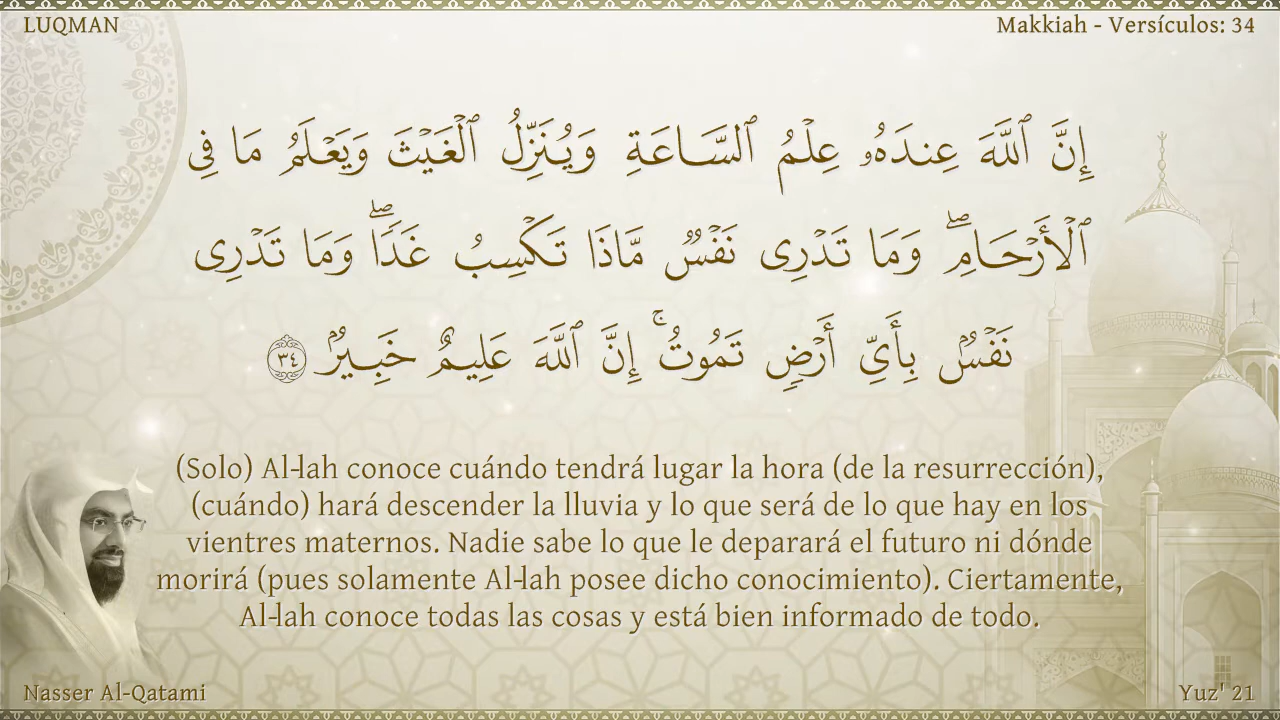 LUQMAN
Makkiah - Versículos: 34
إِنَّ ٱللَّهَ عِندَهُۥ عِلْمُ ٱلسَّاعَةِ وَيُنَزِّلُ ٱلْغَيْثَ وَيَعْلَمُ مَا فِى
ٱلْأَرْحَامِ ۖ وَمَا تَدْرِى نَفْسٌ مَّاذَا تَكْسِبُ غَدًا ۖ وَمَا تَدْرِى
نَفْسٌۢ بِأَىِّ أَرْضٍ تَمُوتُ ۚ إِنَّ ٱللَّهَ عَلِيمٌ خَبِيرٌۢ ٣٤
(Solo) Al-lah conoce cuándo tendrá lugar la hora (de la resurrección),
(cuándo) hará descender la lluvia y lo que será de lo que hay en los
vientres maternos. Nadie sabe lo que le deparará el futuro ni dónde
morirá (pues solamente Al-lah posee dicho conocimiento). Ciertamente,
Al-lah conoce todas las cosas y está bien informado de todo.
Nasser Al-Qatami
Yuz' 21